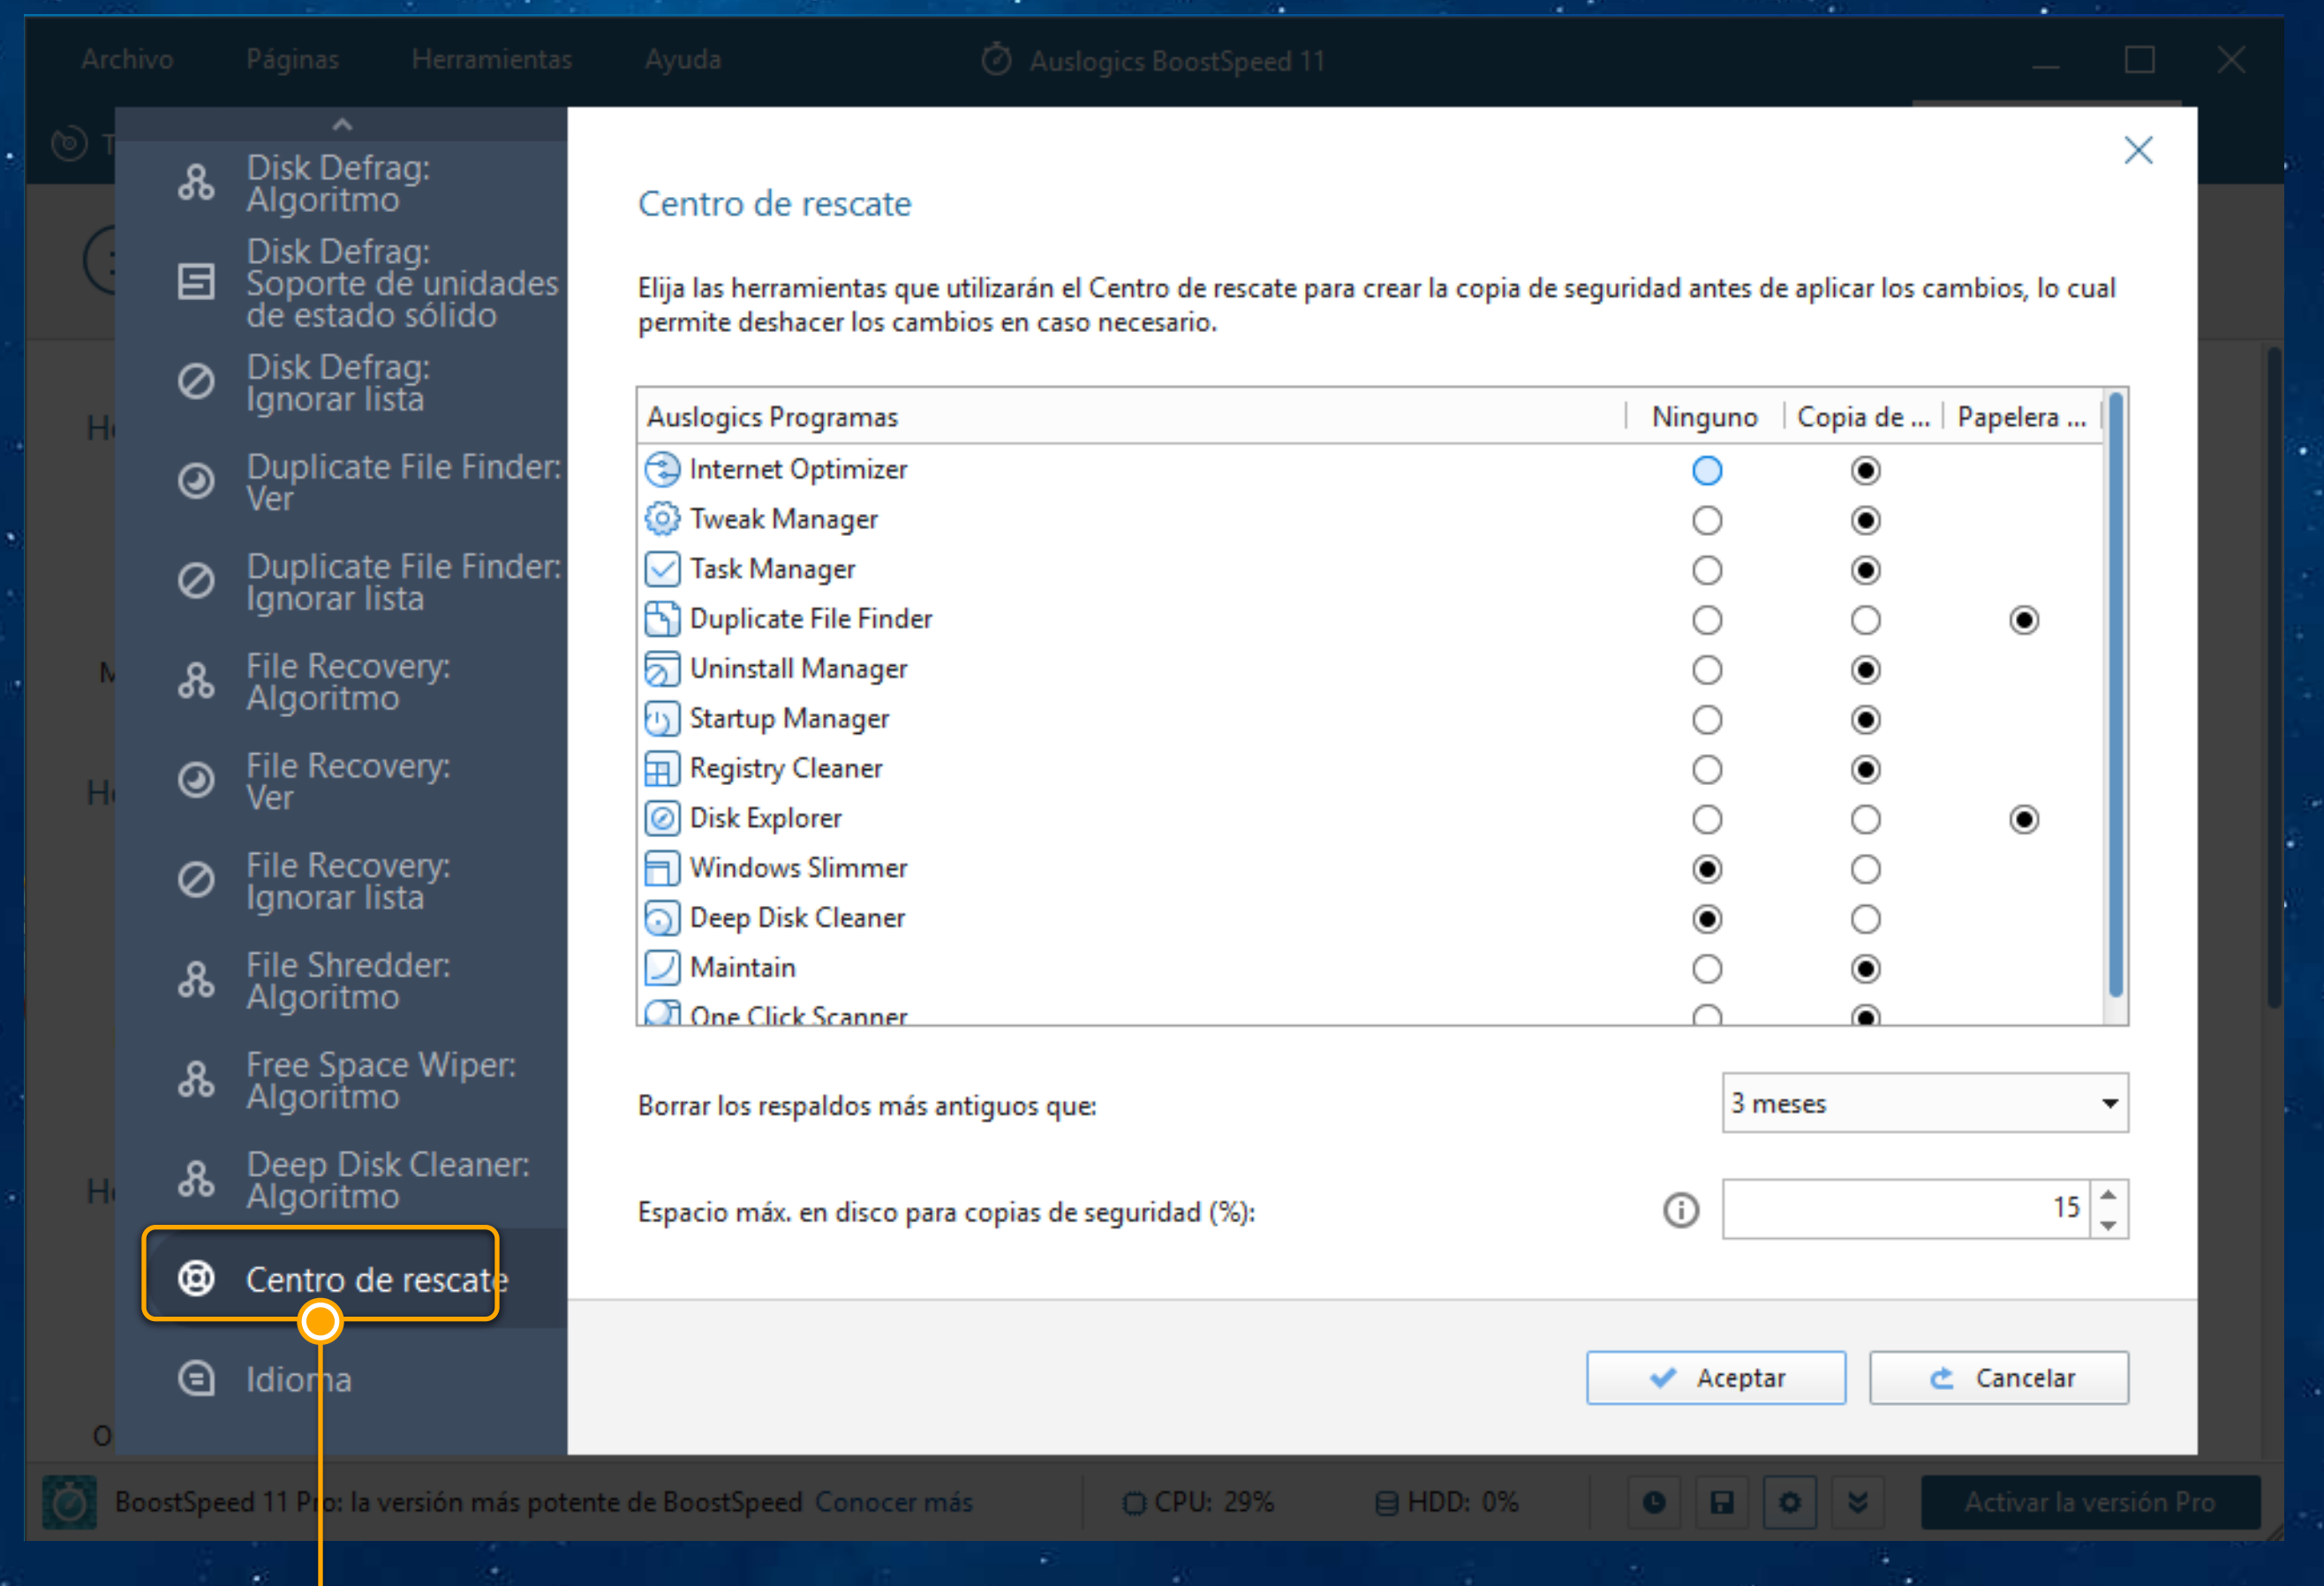 Archivo
Páginas
Herramientas
Ayuda
Auslogics BoostSpeed 11
Disk Defrag:
Algoritmo
Disk Defrag:
Soporte de unidades
de estado sólido
Disk Defrag:
Ignorar lista
Duplicate File Finder:
Ver
Duplicate File Finder:
Ignorar lista
File Recovery:
Algoritmo
File Recovery:
Ver
File Recovery:
Ignorar lista
File Shredder:
Algoritmo
Free Space Wiper:
Algoritmo
Deep Disk Cleaner:
Algoritmo
Centro de rescate
Idioma
Centro de rescate
Elija las herramientas que utilizarán el Centro de rescate para crear la copia de seguridad antes de aplicar los cambios, lo cual
permite deshacer los cambios en caso necesario.
Auslogics Programas Ninguno Copia de ... Papelera ...
Internet Optimizer
Tweak Manager
Task Manager
Duplicate File Finder
Uninstall Manager
Startup Manager
Registry Cleaner
Disk Explorer
Windows Slimmer
Deep Disk Cleaner
Maintain
One Click Scanner
Borrar los respaldos más antiguos que: 3 meses
Espacio máx. en disco para copias de seguridad (%): 15
Aceptar Cancelar
BoostSpeed 11 Pro: la versión más potente de BoostSpeed Conocer más CPU: 29% HDD: 0% Activar la versión Pro